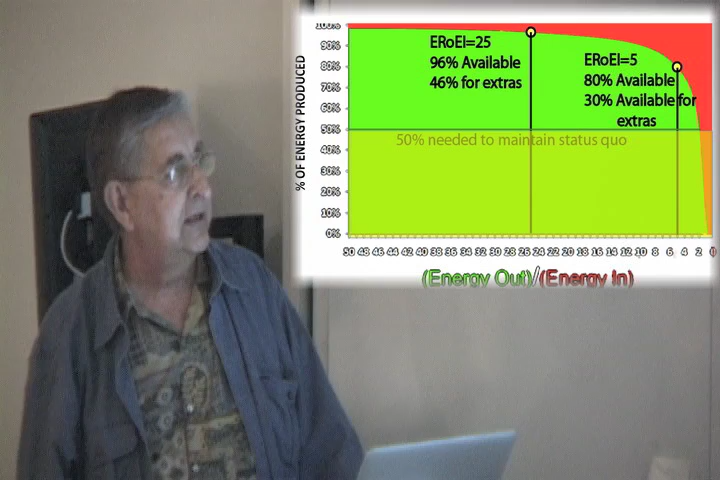 100%
90%
80%
70%
60%
50%
40%
30%
20%
10%
0%
% OF ENERGY PRODUCED
ERoEI=25
96% Available
46% for extras
ERoEI=5
80% Available
30% Available for
extras
50% needed to maintain status quo
50 48 46 44 42 40 38 36 34 32 30 28 26 24 22 20 18 16 14 12 10 8 6 4 2 0
(Energy Out)/(Energy In)